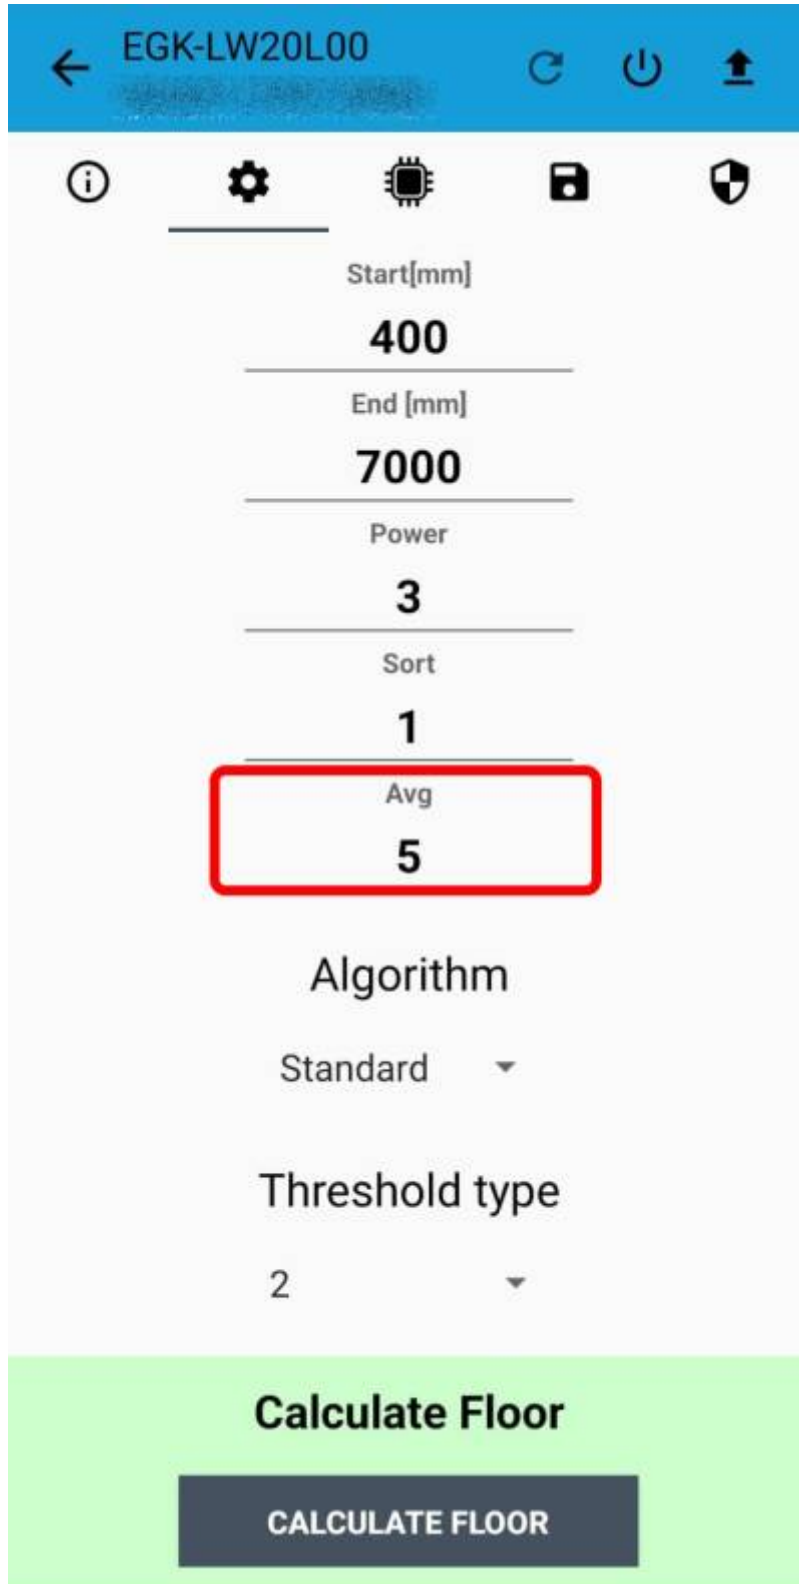 EGK-LW20L00
Start[mm]
400
End [mm]
7000
Power
3
Sort
1
Avg
5
Algorithm
Standard
Threshold type
2
Calculate Floor
CALCULATE FLOOR